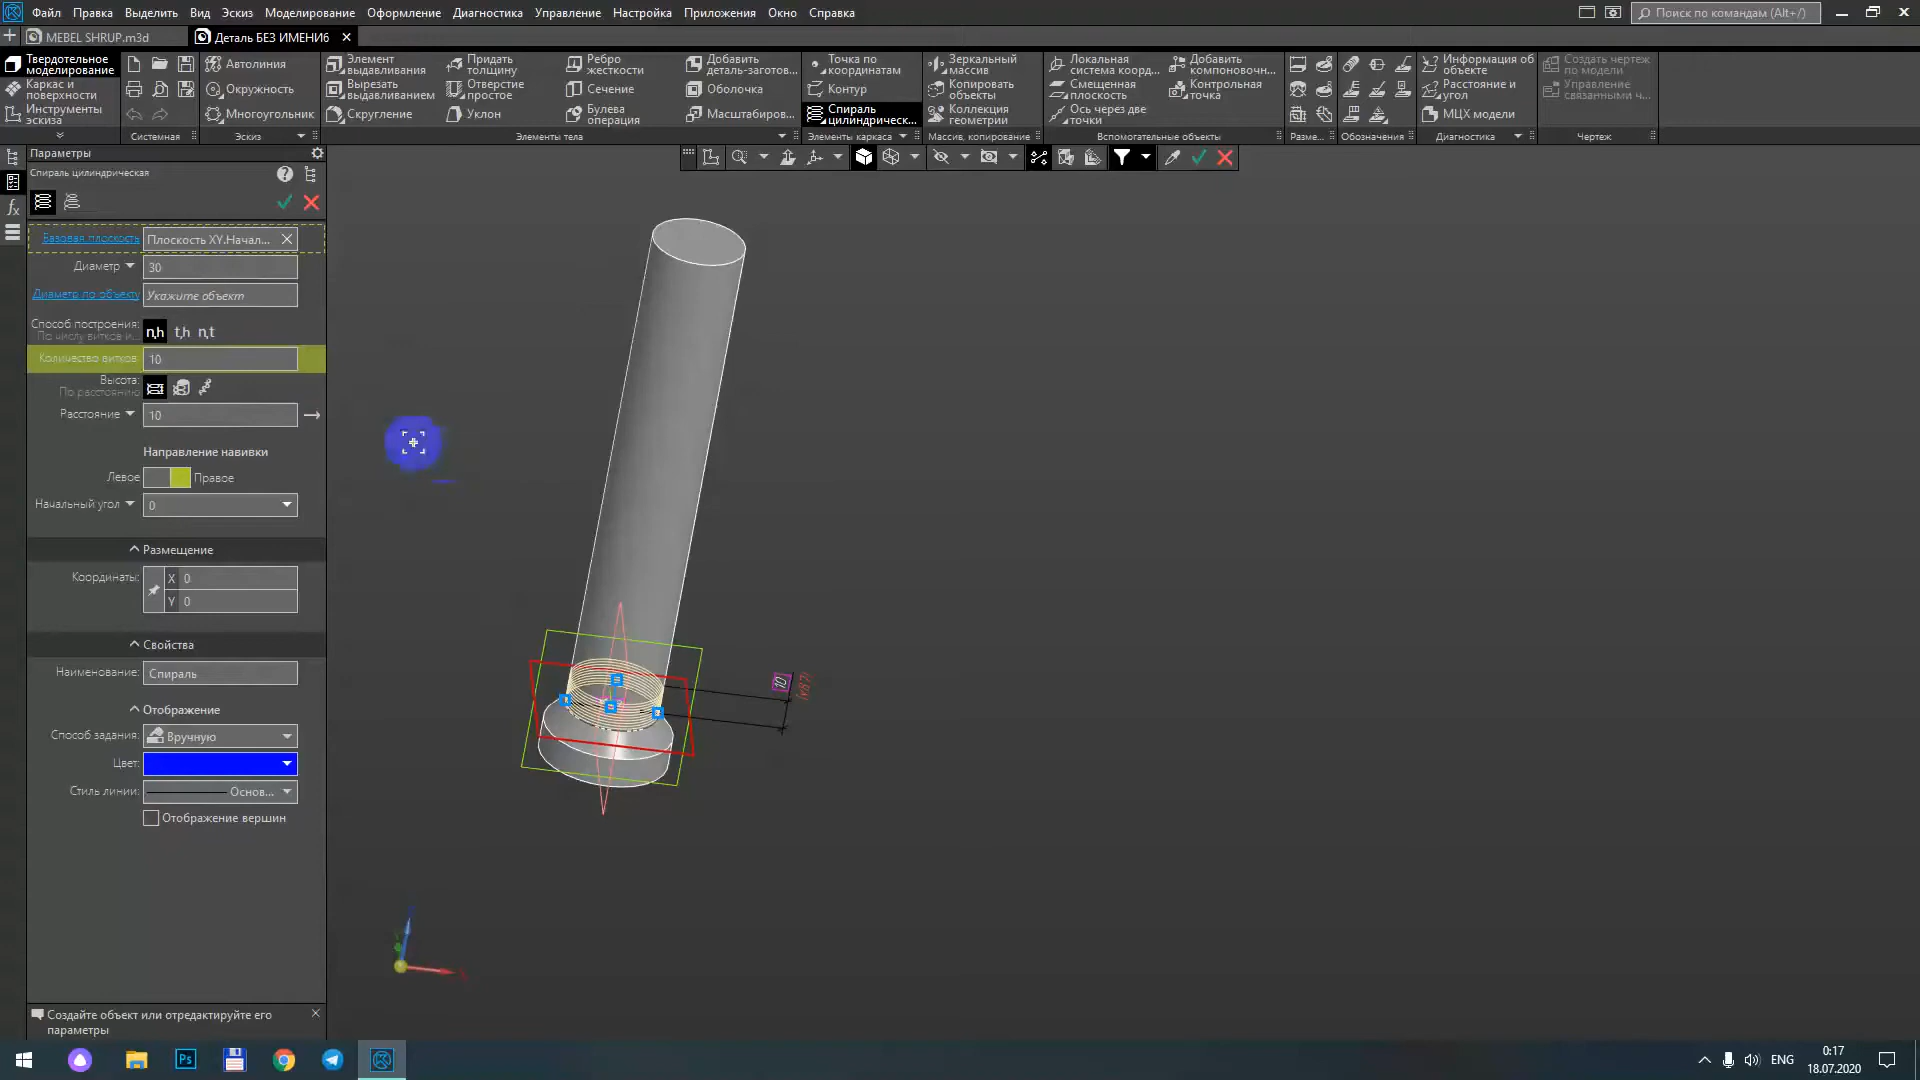 Файл Правка Выделить Вид Эскиз Моделирование Оформление Диагностика Управление Настройка Приложения Окно Справка Поиск по командам (Alt+/)
MEBEL SHRUP.m3d Деталь БЕЗ ИМЕНИ6
Твердотельное моделирование
Каркас и поверхности
Инструменты эскиза
Системная
Автолиния
Окружность
Многоугольник
Эскиз
Элемент выдавливания
Вырезать выдавливанием
Скругление
Придать толщину
Отверстие простое
Уклон
Ребро жесткости
Сечение
Булева операция
Добавить деталь-заготов...
Оболочка
Масштабиров...
Элементы тела
Точка по координатам
Контур
Спираль цилиндрическ...
Элементы каркаса
Зеркальный массив
Копировать объекты
Коллекция геометрии
Массив, копирование
Локальная система коорд...
Смещенная плоскость
Ось через две точки
Добавить компоновочн...
Контрольная точка
Вспомогательные объекты
Разме...
Обозначения
Информация об объекте
Расстояние и угол
МЦХ модели
Диагностика
Создать чертеж по модели
Управление связанными ч...
Чертеж
Параметры
Спираль цилиндрическая
Базовая плоскость Плоскость XY.Начал...
Диаметр 30
Диаметр по объекту Укажите объект
Способ построения: n,h t,h n,t
По числу витков и...
Количество витков: 10
Высота:
По расстоянию
Расстояние 10
Направление навивки
Левое Правое
Начальный угол 0
Размещение
Координаты: X 0
Y 0
Свойства
Наименование: Спираль
Отображение
Способ задания: Вручную
Цвет:
Стиль линии: Основ...
Отображение вершин
10
Создайте объект или отредактируйте его
параметры
ENG
0:17
18.07.2020